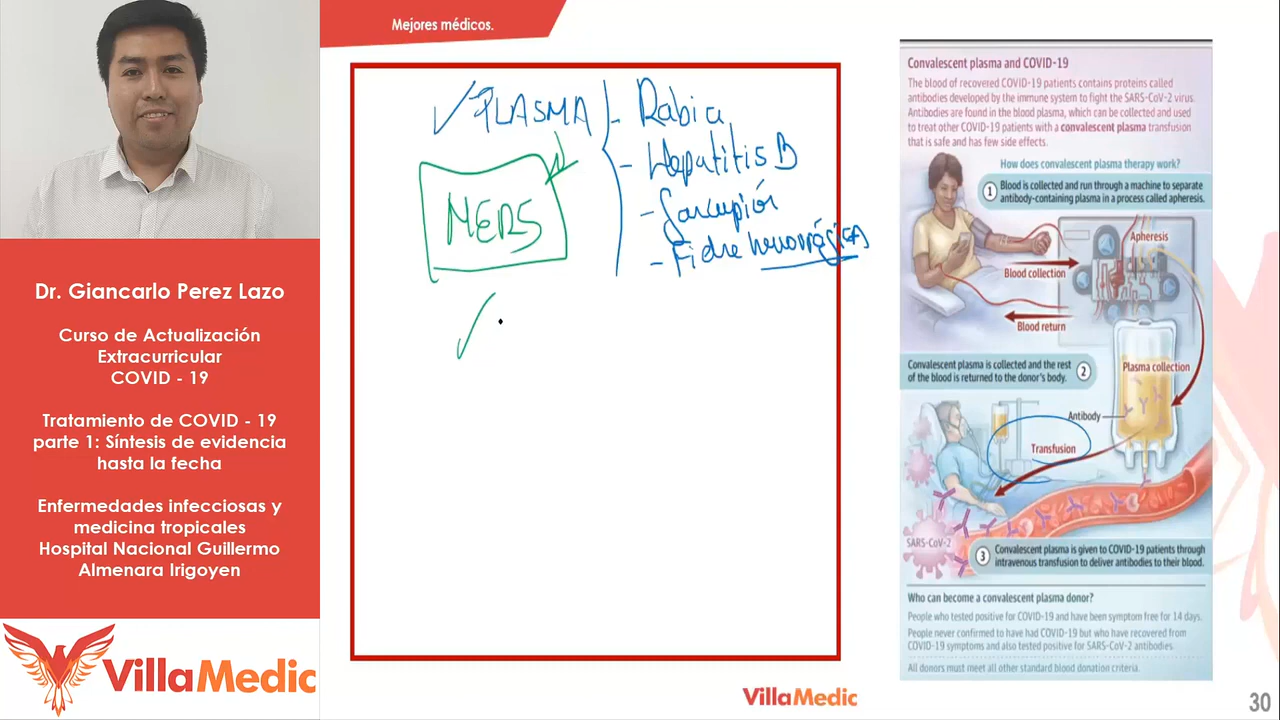 Mejores médicos.
Dr. Giancarlo Perez Lazo
Curso de Actualización
Extracurricular
COVID - 19
Tratamiento de COVID - 19
parte 1: Síntesis de evidencia
hasta la fecha
Enfermedades infecciosas y
medicina tropicales
Hospital Nacional Guillermo
Almenara Irigoyen
VillaMedic
PLASMA
- Rabia
- Hepatitis B
- Sarampión
- Fiebre hemorrágica
MERS
VillaMedic
Convalescent plasma and COVID-19
The blood of recovered COVID-19 patients contains proteins called
antibodies developed by the immune system to fight the SARS-CoV-2 virus.
Antibodies are found in the blood plasma, which can be collected and used
to treat other COVID-19 patients with a convalescent plasma transfusion
that is safe and has few side effects.
How does convalescent plasma therapy work?
1 Blood is collected and run through a machine to separate
antibody-containing plasma in a process called apheresis.
Apheresis
Blood collection
Blood return
Convalescent plasma is collected and the rest
of the blood is returned to the donor's body. 2
Plasma collection
Antibody
Transfusion
SARS-CoV-2
3 Convalescent plasma is given to COVID-19 patients through
intravenous transfusion to deliver antibodies to their blood.
Who can become a convalescent plasma donor?
People who tested positive for COVID-19 and have been symptom free for 14 days.
People never confirmed to have had COVID-19 but who have recovered from
COVID-19 symptoms and also tested positive for SARS-CoV-2 antibodies.
All donors must meet all other standard blood donation criteria.
30